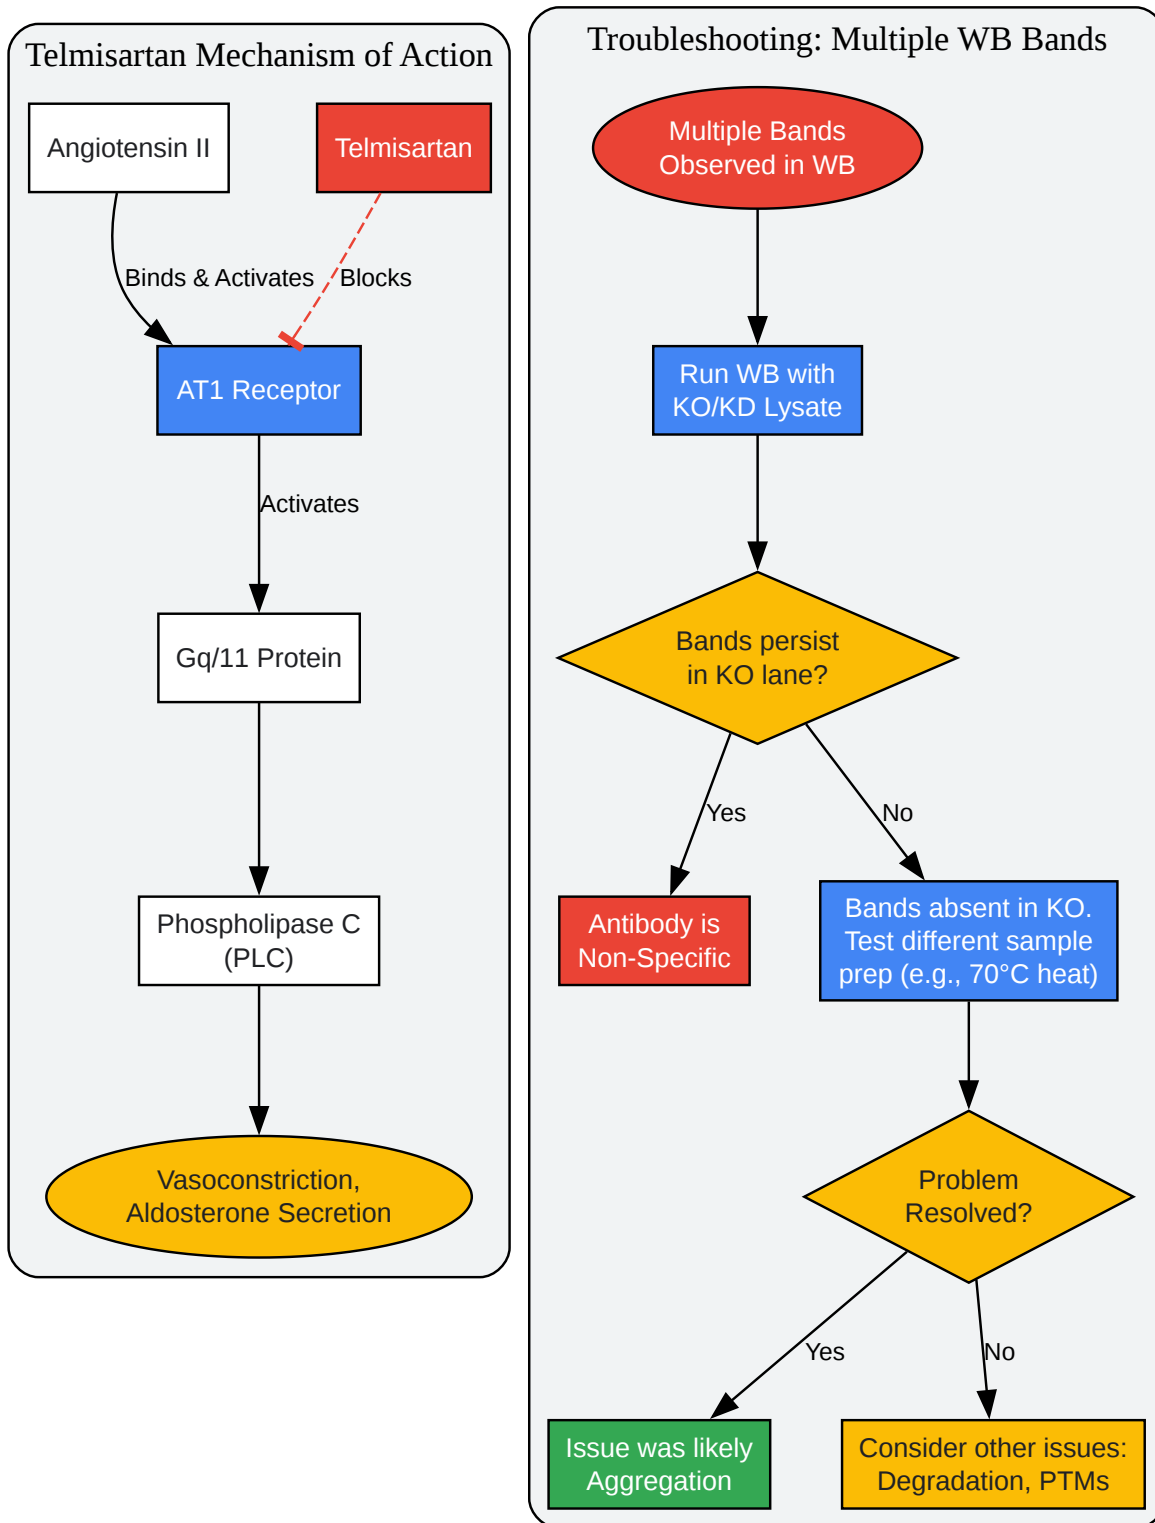 Telmisartan Mechanism of Action
Angiotensin II
Telmisartan
Binds & Activates
Blocks
AT1 Receptor
Activates
Gq/11 Protein
Phospholipase C
(PLC)
Vasoconstriction,
Aldosterone Secretion
Troubleshooting: Multiple WB Bands
Multiple Bands
Observed in WB
Run WB with
KO/KD Lysate
Bands persist
in KO lane?
Yes
No
Antibody is
Non-Specific
Bands absent in KO.
Test different sample
prep (e.g., 70°C heat)
Problem
Resolved?
Yes
No
Issue was likely
Aggregation
Consider other issues:
Degradation, PTMs